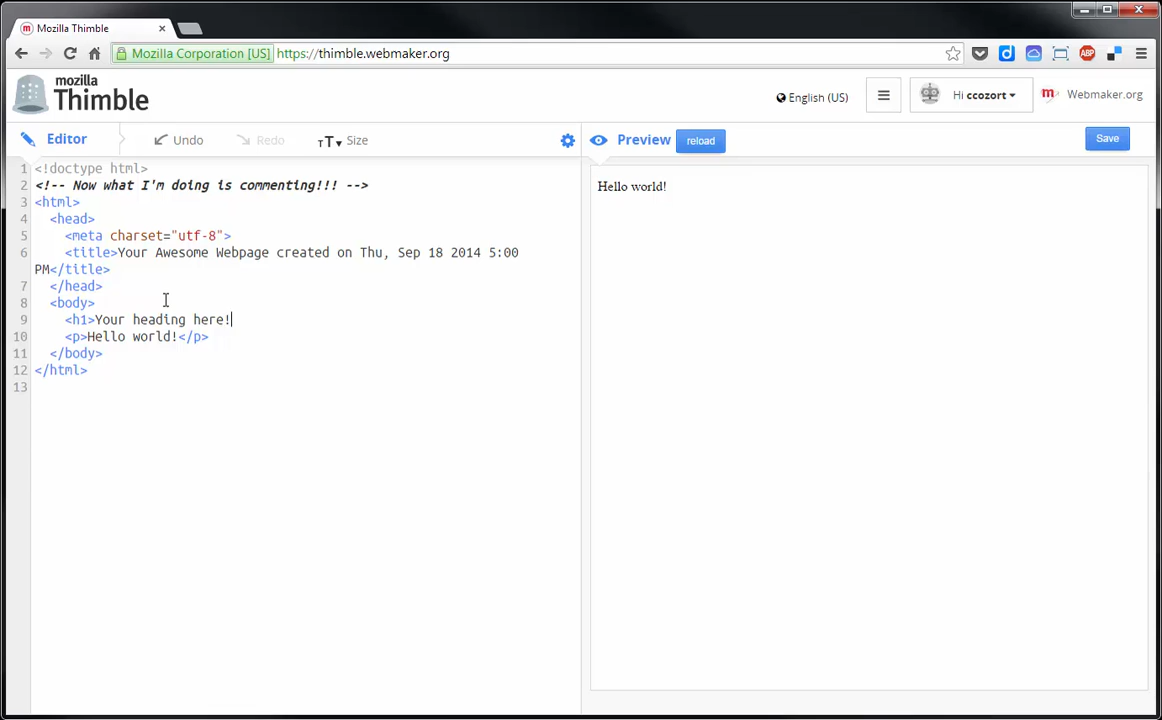 Mozilla Thimble
Mozilla Corporation [US] https://thimble.webmaker.org
mozilla
Thimble
English (US)
Hi ccozort
Webmaker.org
Editor
Undo
Redo
TT Size
Preview
reload
Save
1 <!doctype html>
2 <!-- Now what I'm doing is commenting!!! -->
3 <html>
4 <head>
5 <meta charset="utf-8">
6 <title>Your Awesome Webpage created on Thu, Sep 18 2014 5:00
PM</title>
7 </head>
8 <body>
9 <h1>Your heading here!
10 <p>Hello world!</p>
11 </body>
12 </html>
13
Hello world!